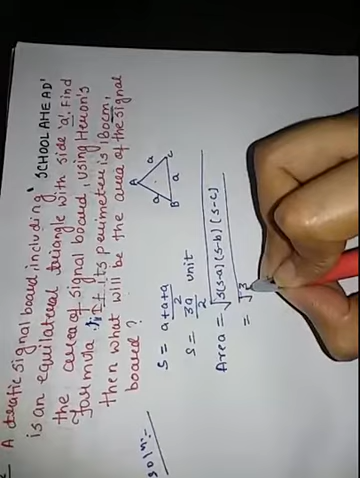 A traffic signal board, including 'SCHOOL AHEAD'
is an equilateral triangle with side 'a'. Find
the area of signal board, using Heron's
formula. If its perimeter is 180cm,
then what will be the area of the signal
board?
Soln:-
A
a a
B a C
S = a+a+a / 2
S = 3a / 2 unit
Area = √s(s-a)(s-b)(s-c)
= √3